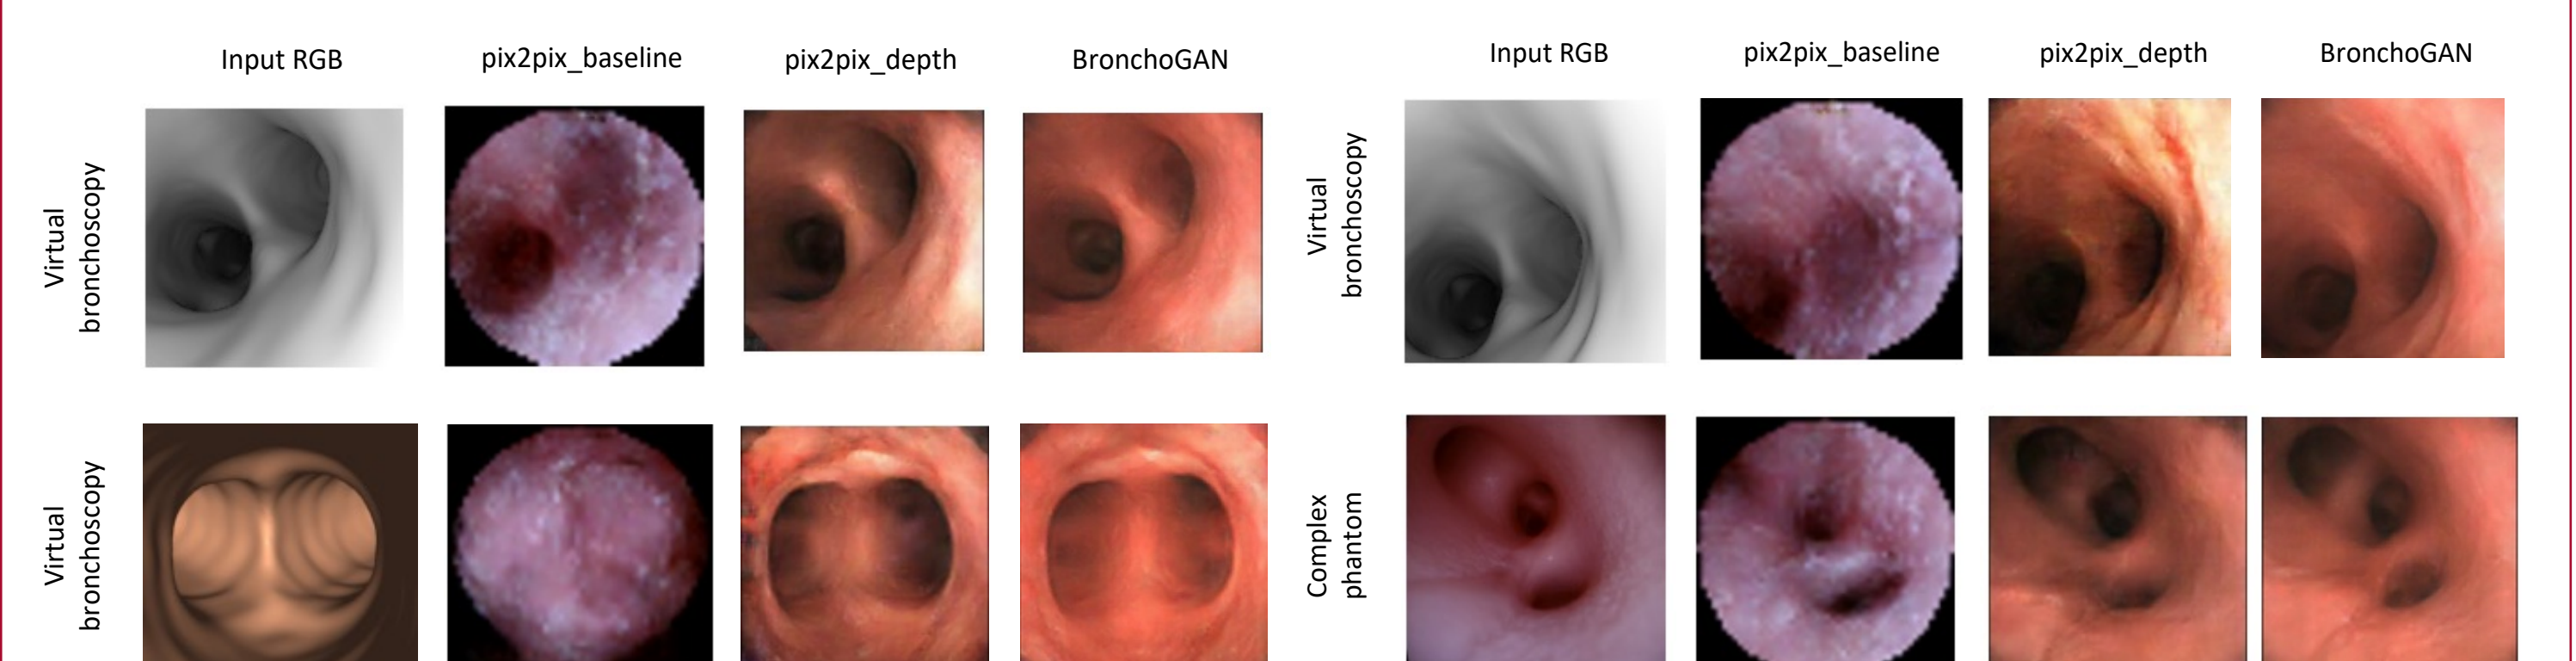 Input RGB
pix2pix_baseline
pix2pix_depth
BronchoGAN
Input RGB
pix2pix_baseline
pix2pix_depth
BronchoGAN
Virtual
bronchoscopy
Virtual
bronchoscopy
Virtual
bronchoscopy
Complex
phantom